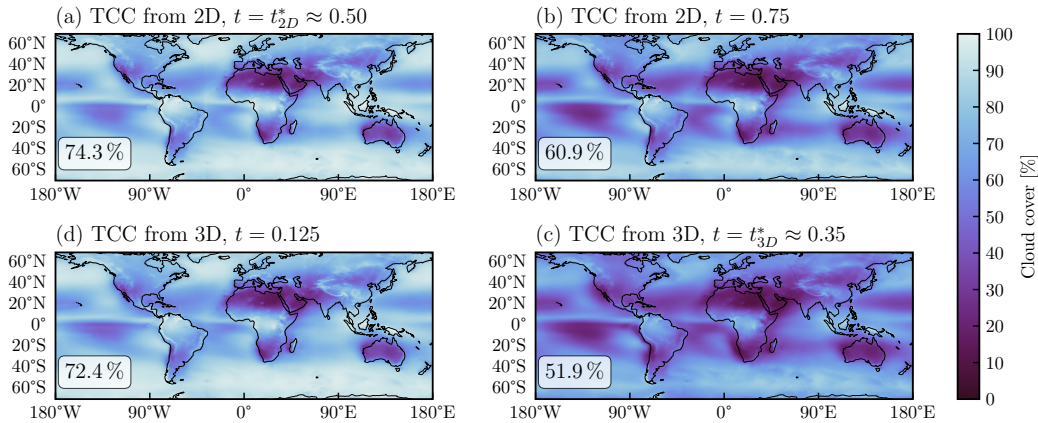 (a) TCC from 2D, $t = t^*_{2D} \approx 0.50$
60°N
40°N
20°N
0°
20°S
40°S
60°S
74.3 %
180°W 90°W 0° 90°E 180°E
(b) TCC from 2D, $t = 0.75$
60°N
40°N
20°N
0°
20°S
40°S
60°S
60.9 %
180°W 90°W 0° 90°E 180°E
(d) TCC from 3D, $t = 0.125$
60°N
40°N
20°N
0°
20°S
40°S
60°S
72.4 %
180°W 90°W 0° 90°E 180°E
(c) TCC from 3D, $t = t^*_{3D} \approx 0.35$
60°N
40°N
20°N
0°
20°S
40°S
60°S
51.9 %
180°W 90°W 0° 90°E 180°E
100
90
80
70
60
50
40
30
20
10
0
Cloud cover [%]